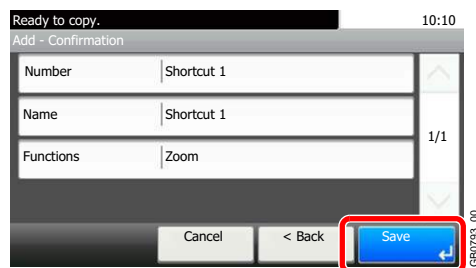 Ready to copy. 10:10
Add - Confirmation
Number Shortcut 1
Name Shortcut 1
1/1
Functions Zoom
Cancel < Back Save
GB0793_00